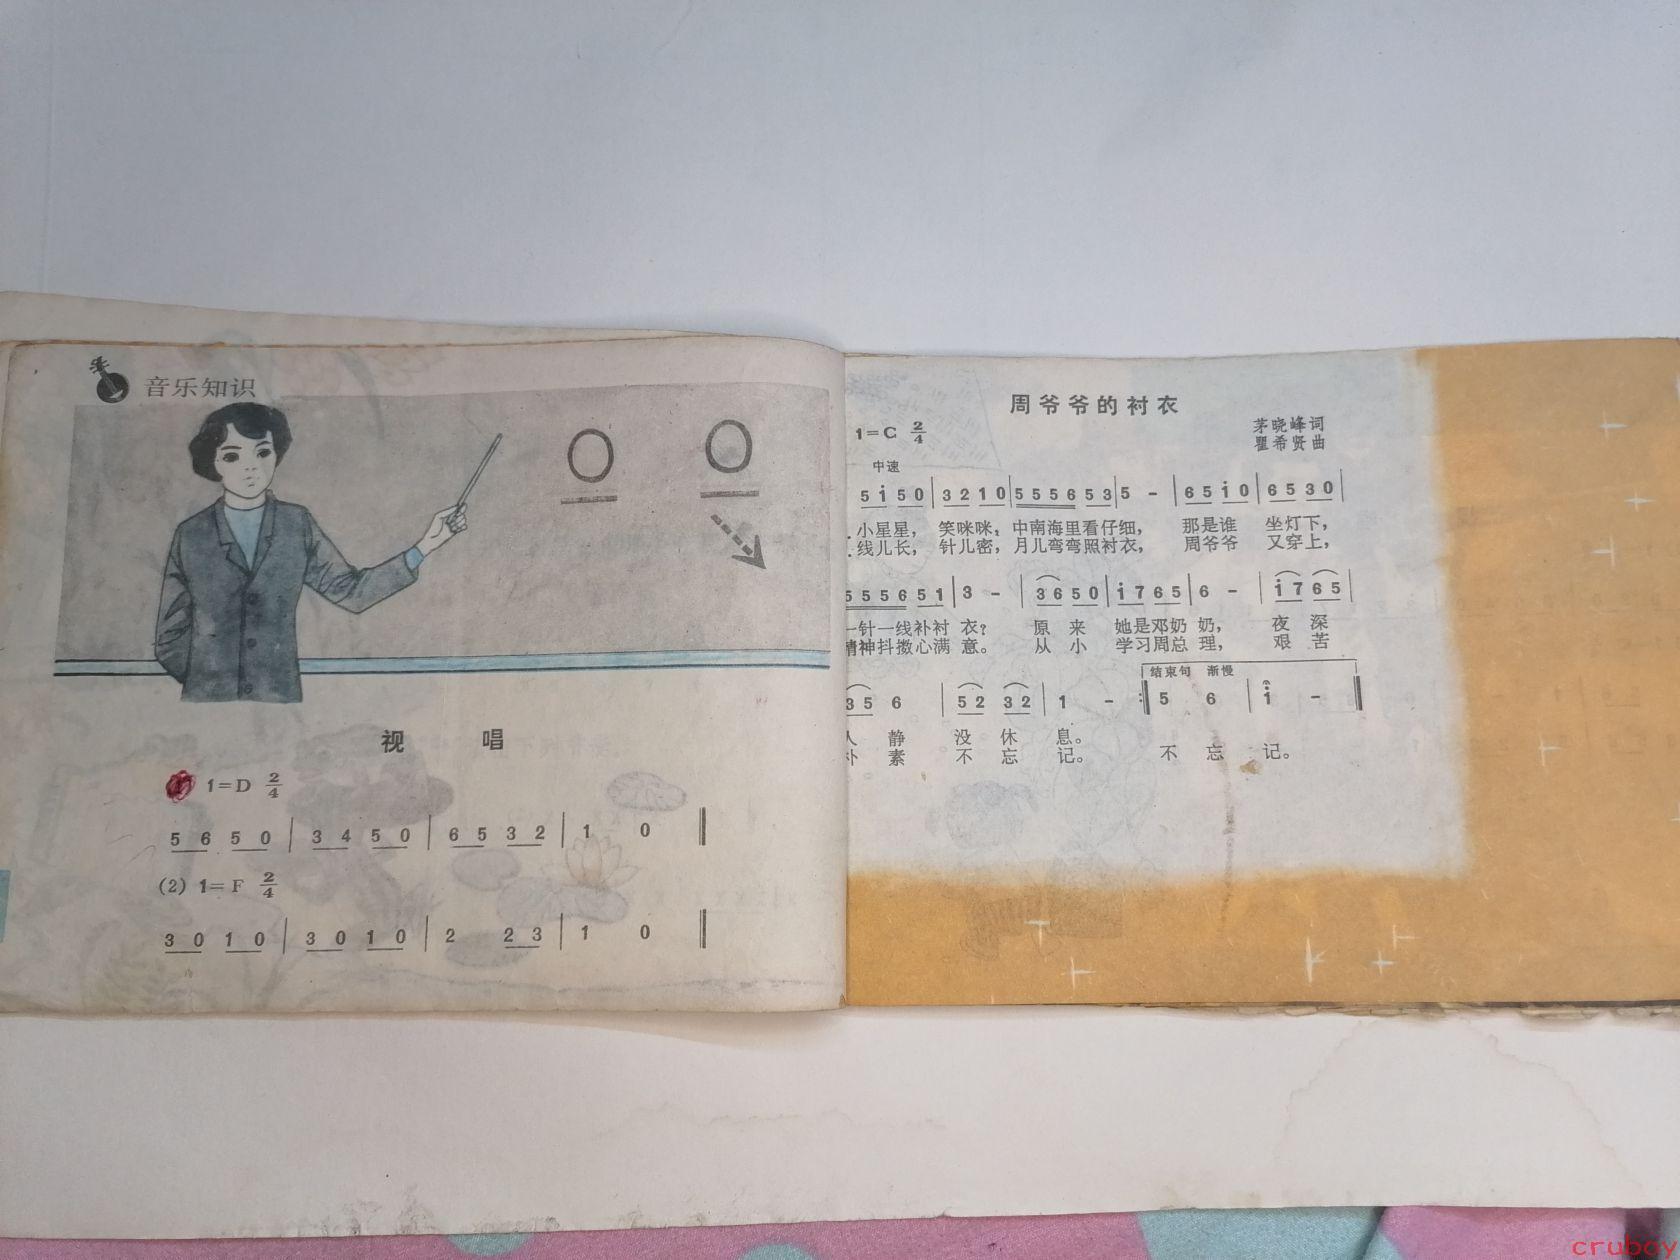 音乐知识
0 0
视 唱
1=D 2/4
5 6 5 0 | 3 4 5 0 | 6 5 3 2 | 1 0 ‖
(2) 1=F 2/4
3 0 1 0 | 3 0 1 0 | 2 2 3 | 1 0 ‖
周爷爷的衬衣
1=C 2/4
茅晓峰词
瞿希贤曲
中速
5 i̇ 5 0 | 3 2 1 0 | 5 5 5 6 5 3 | 5 - | 6 5 i̇ 0 | 6 5 3 0 |
小星星, 笑咪咪, 中南海里看仔细, 那是谁 坐灯下,
线儿长, 针儿密, 月儿弯弯照衬衣, 周爷爷 又穿上,
5 5 5 6 5 1 | 3 - | 3 6 5 0 | i̇ 7 6 5 | 6 - | i̇ 7 6 5 |
一针一线补衬 衣? 原 来 她是邓奶 奶, 夜 深
精神抖擞心满 意。 从 小 学习周总 理, 艰 苦
结束句 渐慢
3 5 6 | 5 2 3 2 | 1 - :‖ 5 6 | i̇ - ‖
人 静 没 休 息。
朴 素 不 忘 记。 不 忘 记。
cruboy